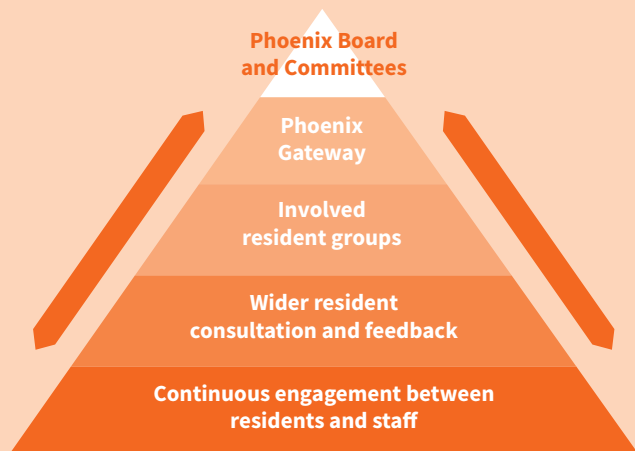 Phoenix Board
and Committees
Phoenix
Gateway
Involved
resident groups
Wider resident
consultation and feedback
Continuous engagement between
residents and staff